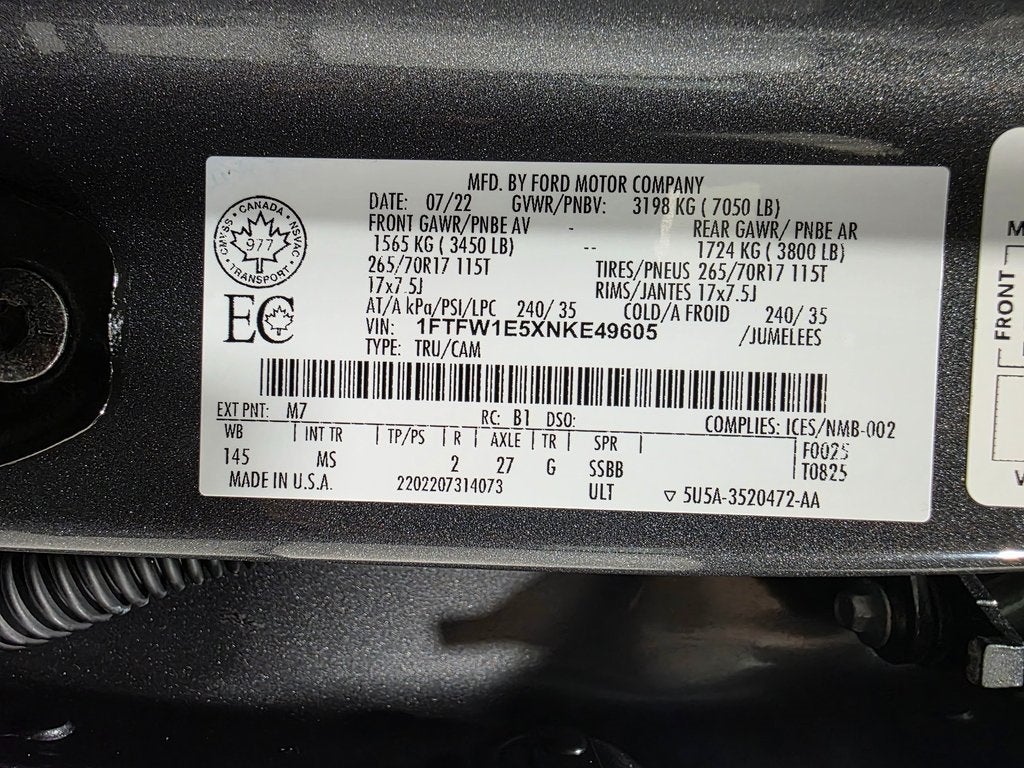 MFD. BY FORD MOTOR COMPANY
DATE: 07/22 GVWR/PNBV: 3198 KG ( 7050 LB)
FRONT GAWR/PNBE AV - REAR GAWR/ PNBE AR
1565 KG ( 3450 LB) -- 1724 KG ( 3800 LB)
265/70R17 115T TIRES/PNEUS 265/70R17 115T
17x7.5J RIMS/JANTES 17x7.5J
AT/A kPa/PSI/LPC 240/ 35 COLD/A FROID 240/ 35
VIN: 1FTFW1E5XNKE49605 /JUMELEES
TYPE: TRU/CAM
CANADA
NSVAC
TRANSPORT
CMVSS
977
EC
EXT PNT: M7 RC: B1 DSO: COMPLIES: ICES/NMB-002
WB | INT TR | TP/PS | R | AXLE | TR | SPR | F0025
145 MS 2 27 G SSBB T0825
MADE IN U.S.A. 2202207314073 ULT ▽ 5U5A-3520472-AA
FRONT